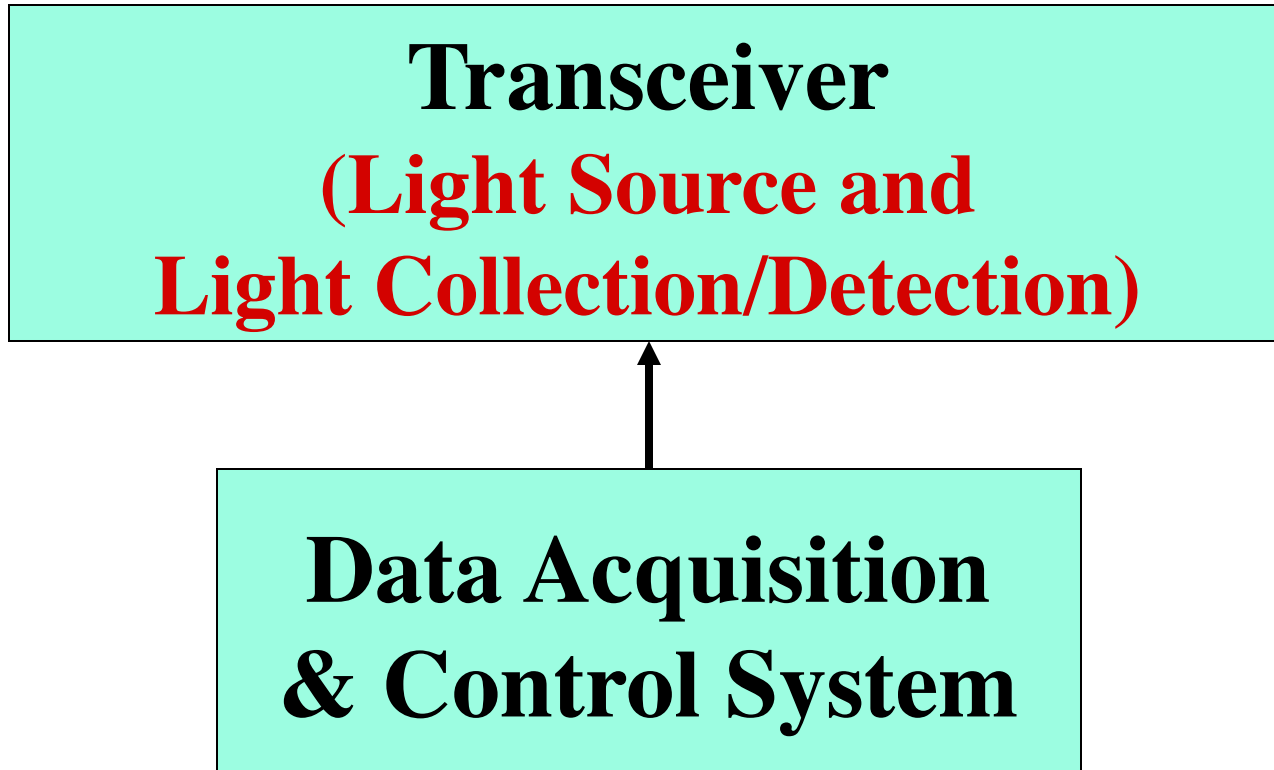 Transceiver
(Light Source and
Light Collection/Detection)
Data Acquisition
& Control System